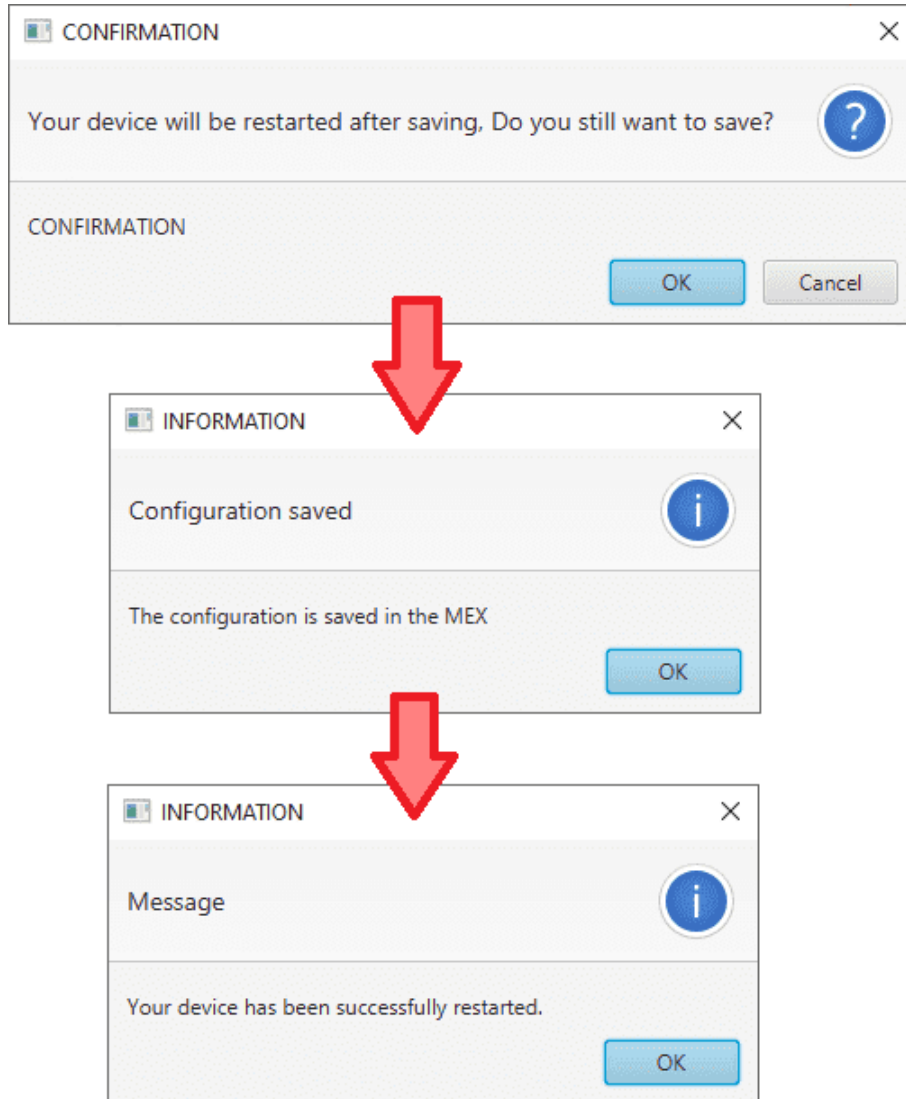 CONFIRMATION
Your device will be restarted after saving, Do you still want to save?
?
CONFIRMATION
OK
Cancel
INFORMATION
Configuration saved
i
The configuration is saved in the MEX
OK
INFORMATION
Message
i
Your device has been successfully restarted.
OK